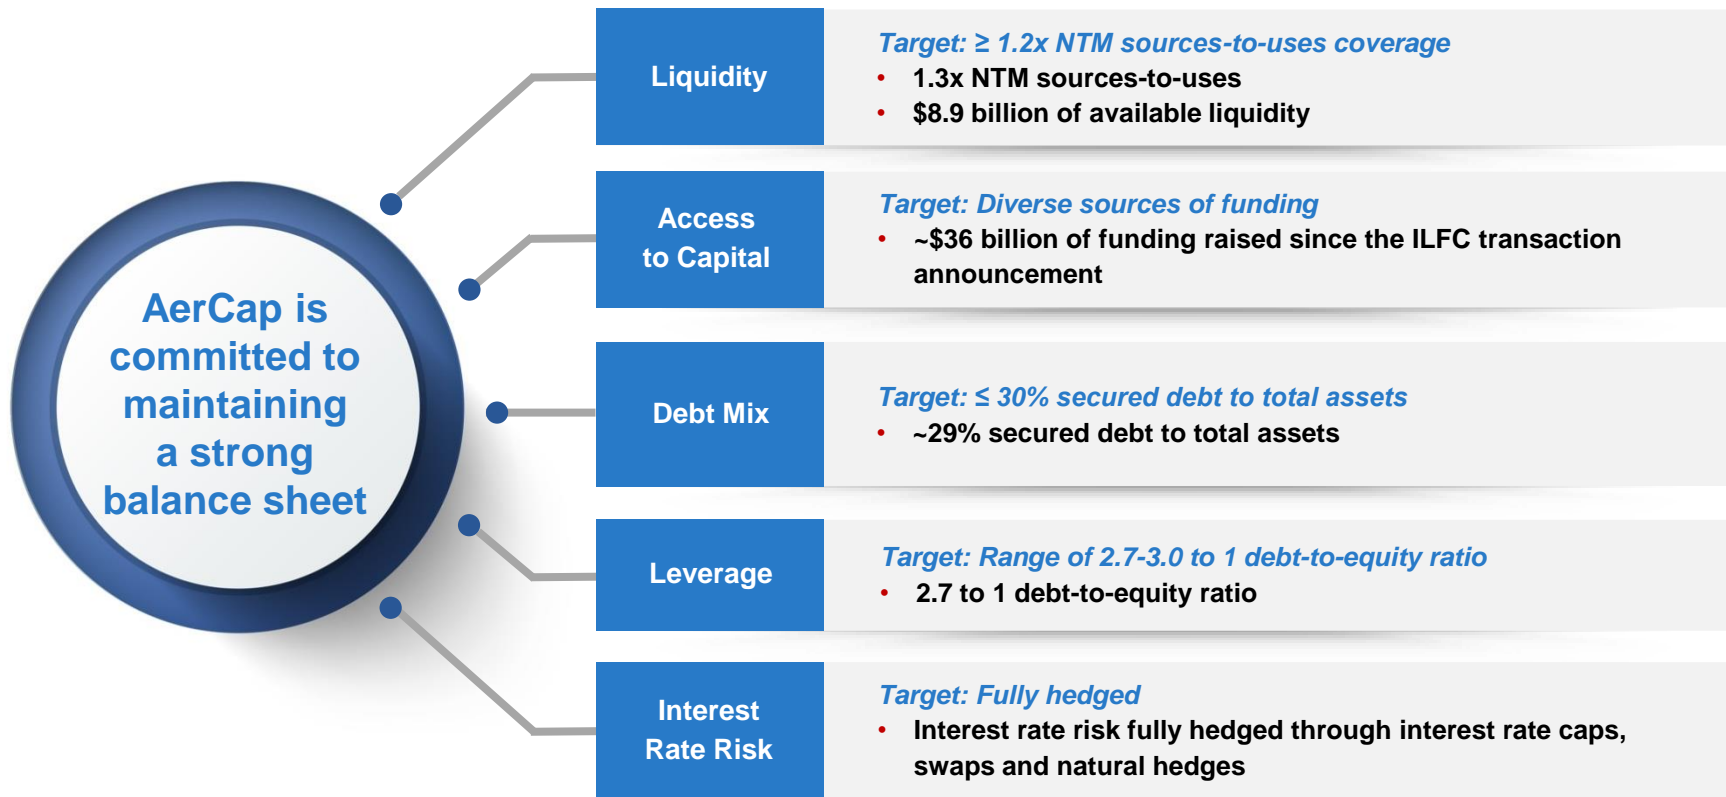 AerCap is
committed to
maintaining
a strong
balance sheet
Liquidity
Target: ≥ 1.2x NTM sources-to-uses coverage
• 1.3x NTM sources-to-uses
• $8.9 billion of available liquidity
Access
to Capital
Target: Diverse sources of funding
• ~$36 billion of funding raised since the ILFC transaction
announcement
Debt Mix
Target: ≤ 30% secured debt to total assets
• ~29% secured debt to total assets
Leverage
Target: Range of 2.7-3.0 to 1 debt-to-equity ratio
• 2.7 to 1 debt-to-equity ratio
Interest
Rate Risk
Target: Fully hedged
• Interest rate risk fully hedged through interest rate caps,
swaps and natural hedges